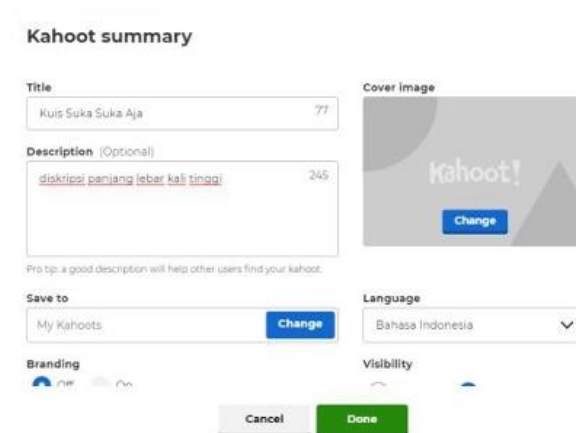 Kahoot summary
Title
Kuis Suka Suka Aja 77
Cover image
Kahoot!
Change
Description (Optional)
diskripsi panjang lebar kali tinggi 245
Pro tip: a good description will help other users find your kahoot.
Save to
My Kahoots Change
Language
Bahasa Indonesia
Branding
Off On
Visibility
Cancel Done